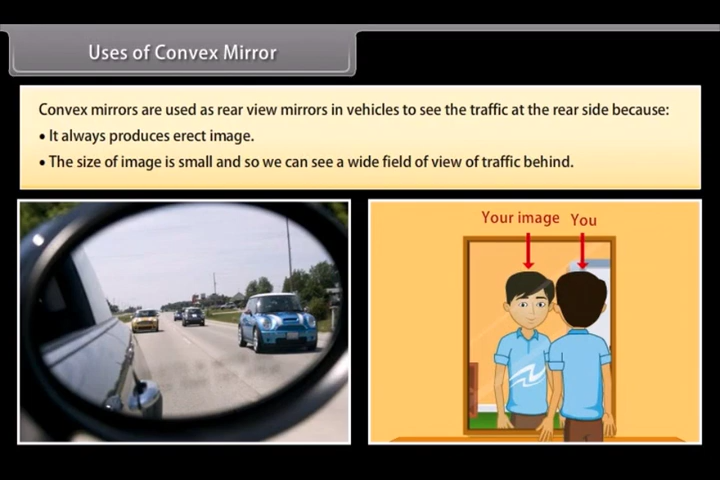 Uses of Convex Mirror
Convex mirrors are used as rear view mirrors in vehicles to see the traffic at the rear side because:
• It always produces erect image.
• The size of image is small and so we can see a wide field of view of traffic behind.
Your image You